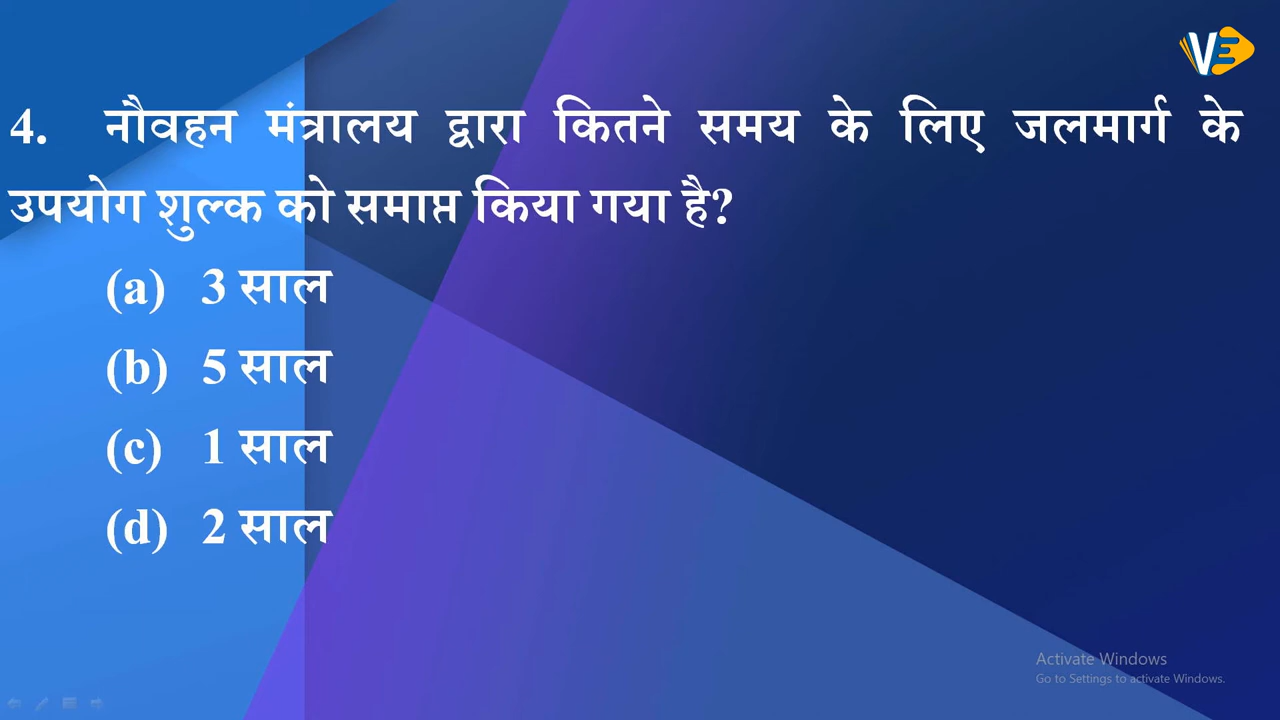 VE
4. नौवहन मंत्रालय द्वारा कितने समय के लिए जलमार्ग के
उपयोग शुल्क को समाप्त किया गया है?
(a) 3 साल
(b) 5 साल
(c) 1 साल
(d) 2 साल
Activate Windows
Go to Settings to activate Windows.